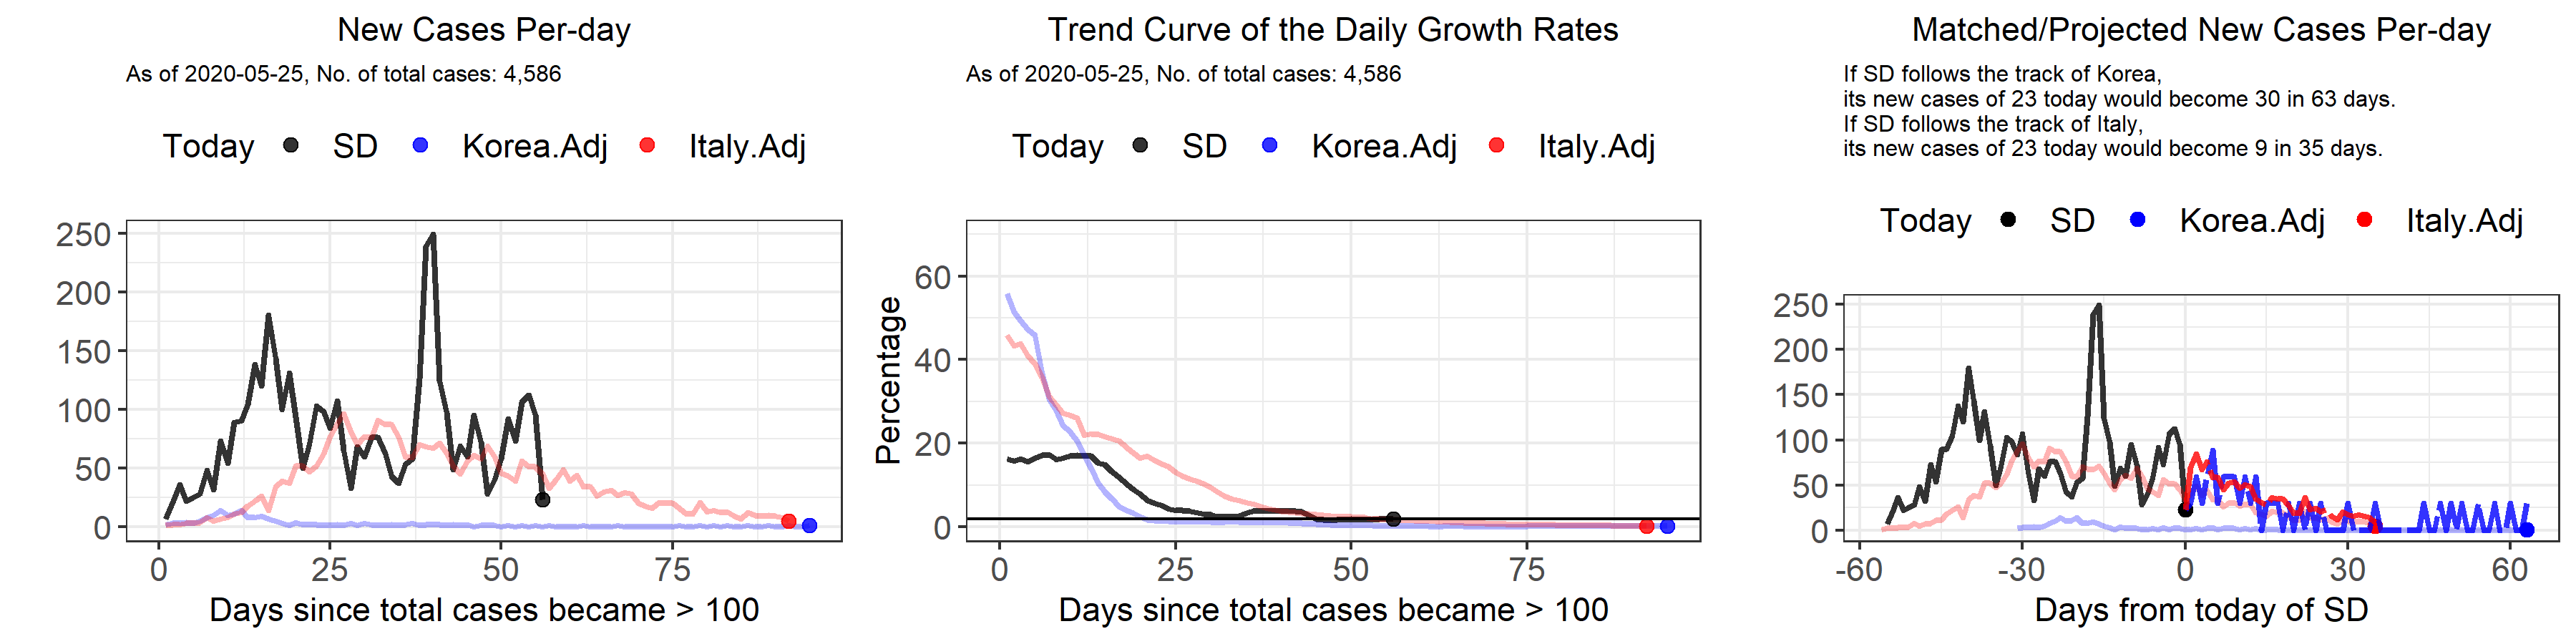 New Cases Per-day
As of 2020-05-25, No. of total cases: 4,586
Today SD Korea.Adj Italy.Adj
250
200
150
100
50
0
0 25 50 75
Days since total cases became > 100
Trend Curve of the Daily Growth Rates
As of 2020-05-25, No. of total cases: 4,586
Today SD Korea.Adj Italy.Adj
Percentage
60
40
20
0
0 25 50 75
Days since total cases became > 100
Matched/Projected New Cases Per-day
If SD follows the track of Korea,
its new cases of 23 today would become 30 in 63 days.
If SD follows the track of Italy,
its new cases of 23 today would become 9 in 35 days.
Today SD Korea.Adj Italy.Adj
250
200
150
100
50
0
-60 -30 0 30 60
Days from today of SD